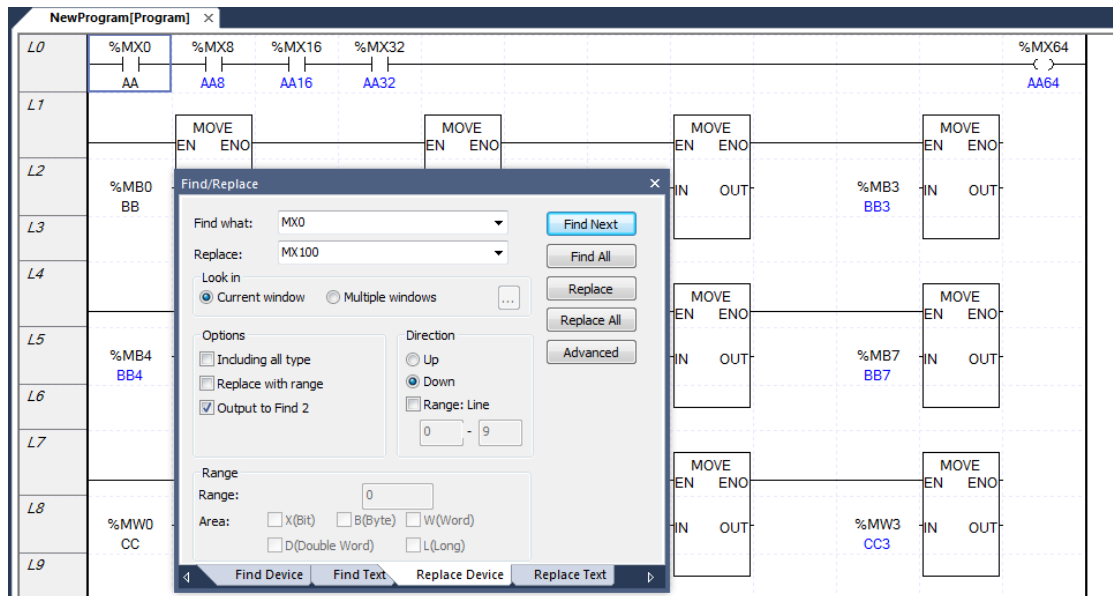 NewProgram[Program] ×
L0 %MX0 %MX8 %MX16 %MX32 %MX64
AA AA8 AA16 AA32 AA64
L1
MOVE MOVE MOVE MOVE
EN ENO EN ENO EN ENO EN ENO
L2
%MB0 IN OUT %MB3 IN OUT
BB BB3
L3
L4
MOVE MOVE
EN ENO EN ENO
L5
%MB4 IN OUT %MB7 IN OUT
BB4 BB7
L6
L7
MOVE MOVE
EN ENO EN ENO
L8
%MW0 IN OUT %MW3 IN OUT
CC CC3
L9
Find/Replace ×
Find what: MX0 Find Next
Replace: MX100 Find All
Look in
Current window Multiple windows ... Replace
Replace All
Options Direction
Including all type Up Advanced
Replace with range Down
Output to Find 2 Range: Line
0 - 9
Range
Range: 0
Area: X(Bit) B(Byte) W(Word)
D(Double Word) L(Long)
Find Device Find Text Replace Device Replace Text